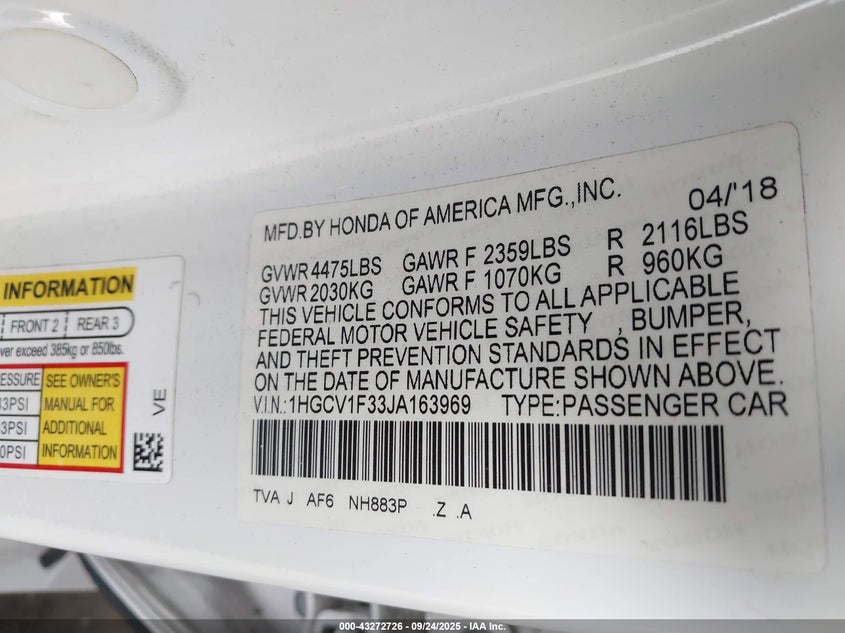 MFD.BY HONDA OF AMERICA MFG.,INC. 04/'18
GVWR 4475LBS GAWR F 2359LBS R 2116LBS
GVWR 2030KG GAWR F 1070KG R 960KG
THIS VEHICLE CONFORMS TO ALL APPLICABLE
FEDERAL MOTOR VEHICLE SAFETY , BUMPER,
AND THEFT PREVENTION STANDARDS IN EFFECT
ON THE DATE OF MANUFACTURE SHOWN ABOVE.
V.I.N.:1HGCV1F33JA163969 TYPE:PASSENGER CAR
TVA J AF6 NH883P .Z .A
INFORMATION
FRONT 2 REAR 3
exceed 385kg or 850lbs.
SEE OWNER'S
MANUAL FOR
ADDITIONAL
INFORMATION
VE
000-43272726 - 09/24/2025 - IAA Inc.